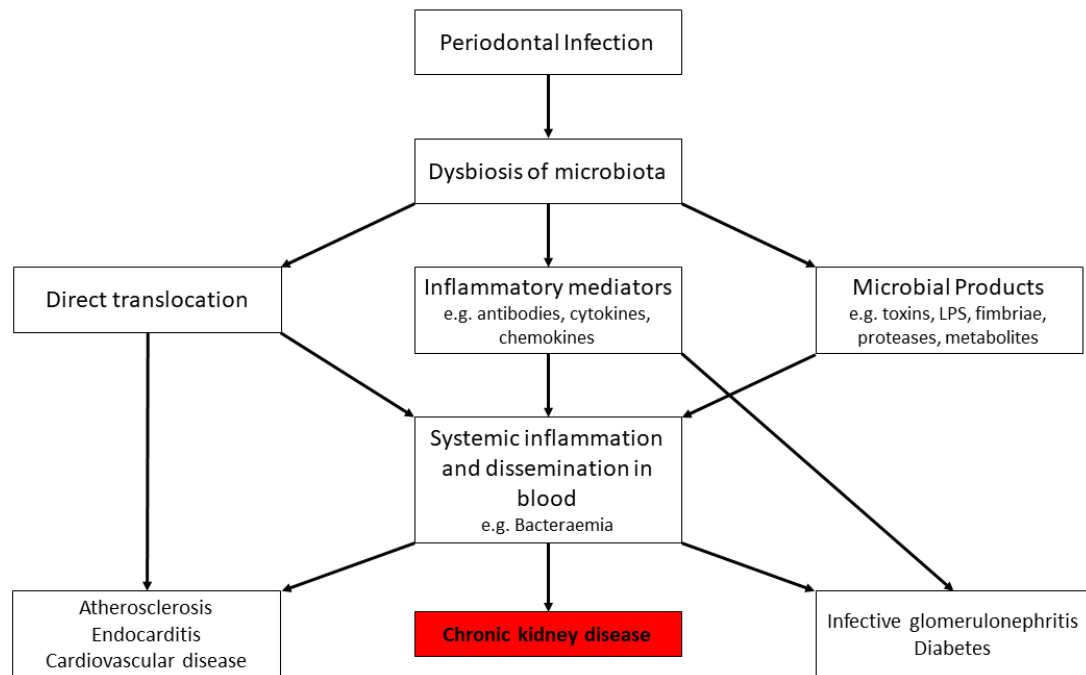 Periodontal Infection
Dysbiosis of microbiota
Direct translocation
Inflammatory mediators
e.g. antibodies, cytokines,
chemokines
Microbial Products
e.g. toxins, LPS, fimbriae,
proteases, metabolites
Systemic inflammation
and dissemination in
blood
e.g. Bacteraemia
Atherosclerosis
Endocarditis
Cardiovascular disease
Chronic kidney disease
Infective glomerulonephritis
Diabetes